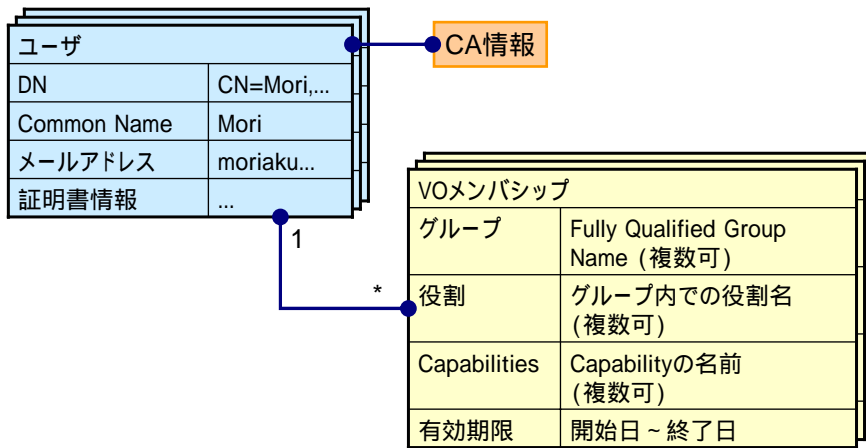 ユーザ
CA情報
DN
CN=Mori,...
Common Name
Mori
メールアドレス
moriaku...
証明書情報
...
1
*
VOメンバシップ
グループ
Fully Qualified Group
Name (複数可)
役割
グループ内での役割名
(複数可)
Capabilities
Capabilityの名前
(複数可)
有効期限
開始日~終了日